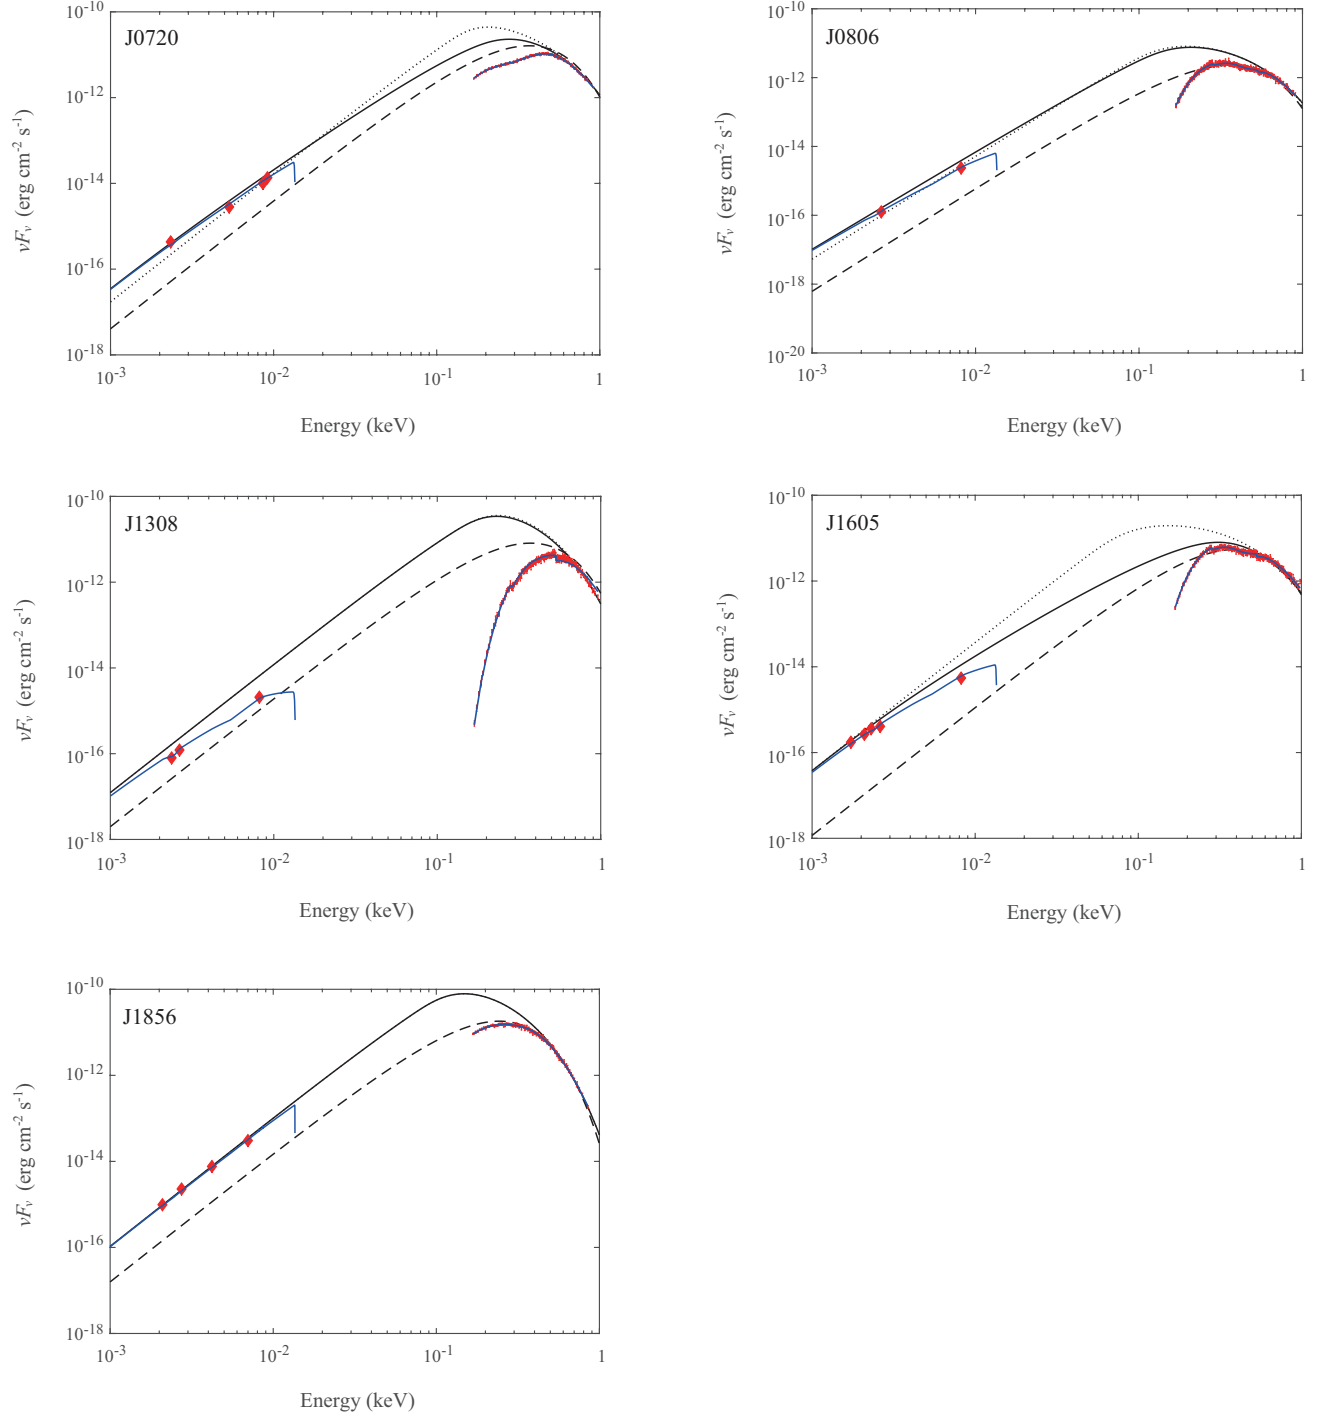 J0720
10⁻¹⁰
10⁻¹²
10⁻¹⁴
10⁻¹⁶
10⁻¹⁸
νFᵥ (erg cm⁻² s⁻¹)
10⁻³ 10⁻² 10⁻¹ 1
Energy (keV)
J0806
10⁻¹⁰
10⁻¹²
10⁻¹⁴
10⁻¹⁶
10⁻¹⁸
10⁻²⁰
νFᵥ (erg cm⁻² s⁻¹)
10⁻³ 10⁻² 10⁻¹ 1
Energy (keV)
J1308
10⁻¹⁰
10⁻¹²
10⁻¹⁴
10⁻¹⁶
10⁻¹⁸
νFᵥ (erg cm⁻² s⁻¹)
10⁻³ 10⁻² 10⁻¹ 1
Energy (keV)
J1605
10⁻¹⁰
10⁻¹²
10⁻¹⁴
10⁻¹⁶
10⁻¹⁸
νFᵥ (erg cm⁻² s⁻¹)
10⁻³ 10⁻² 10⁻¹ 1
Energy (keV)
J1856
10⁻¹⁰
10⁻¹²
10⁻¹⁴
10⁻¹⁶
10⁻¹⁸
νFᵥ (erg cm⁻² s⁻¹)
10⁻³ 10⁻² 10⁻¹ 1
Energy (keV)